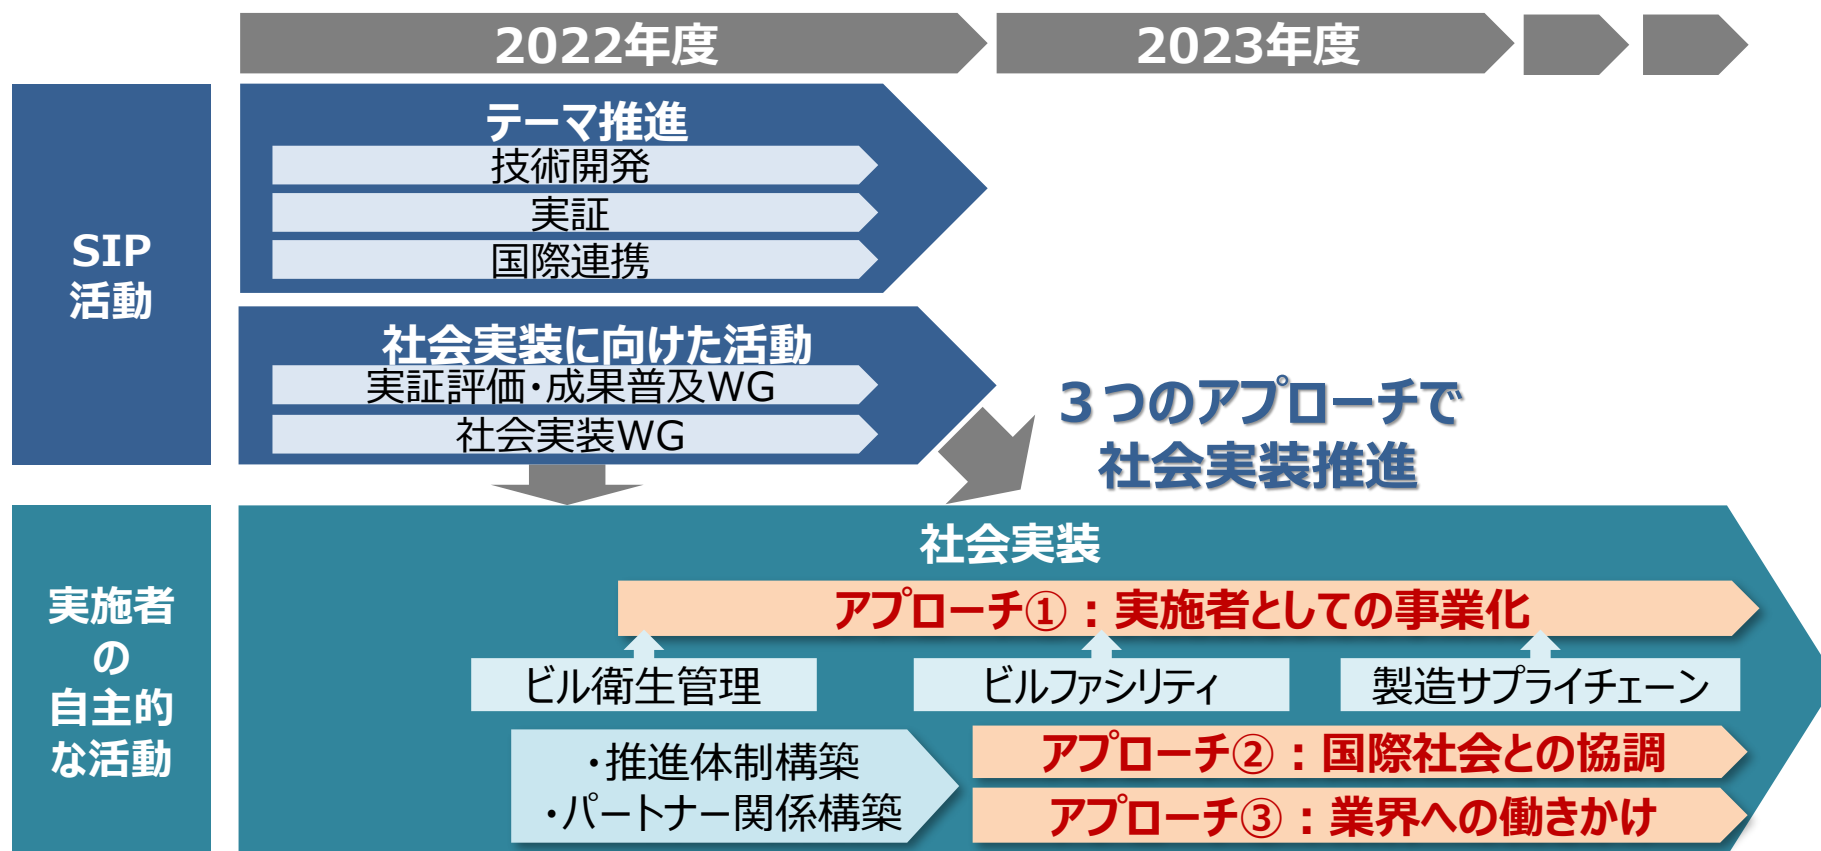 2022年度
2023年度
SIP
活動
テーマ推進
技術開発
実証
国際連携
社会実装に向けた活動
実証評価・成果普及WG
社会実装WG
３つのアプローチで
社会実装推進
実施者
の
自主的
な活動
社会実装
アプローチ①：実施者としての事業化
ビル衛生管理
ビルファシリティ
製造サプライチェーン
・推進体制構築
・パートナー関係構築
アプローチ②：国際社会との協調
アプローチ③：業界への働きかけ